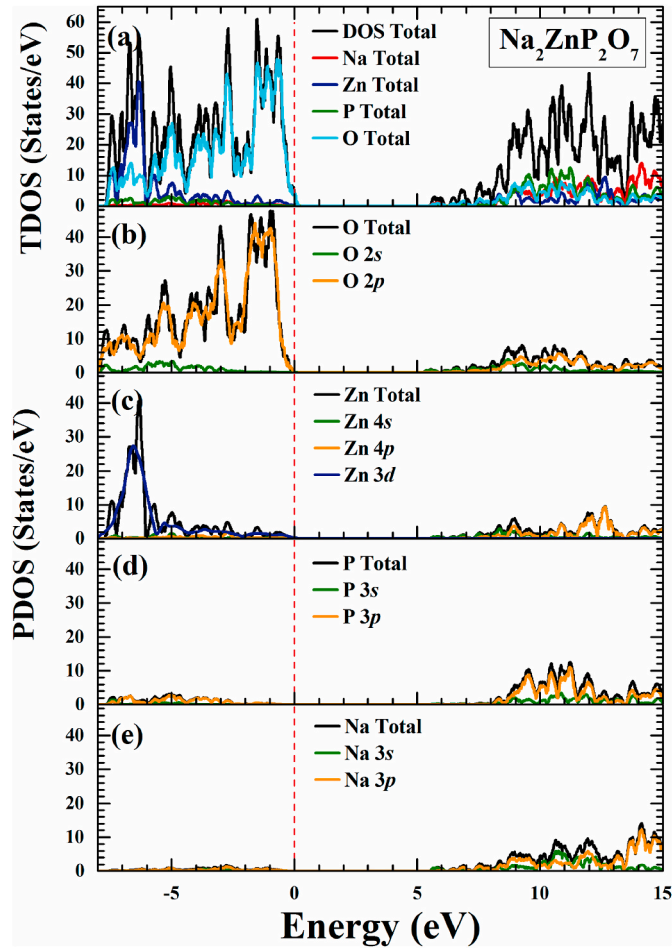 TDOS (States/eV)
PDOS (States/eV)
60
50
40
30
20
10
0
(a)
DOS Total
Na Total
Zn Total
P Total
O Total
Na₂ZnP₂O₇
40
30
20
10
0
(b)
O Total
O 2s
O 2p
40
30
20
10
0
(c)
Zn Total
Zn 4s
Zn 4p
Zn 3d
40
30
20
10
0
(d)
P Total
P 3s
P 3p
40
30
20
10
0
(e)
Na Total
Na 3s
Na 3p
-5 0 5 10 15
Energy (eV)